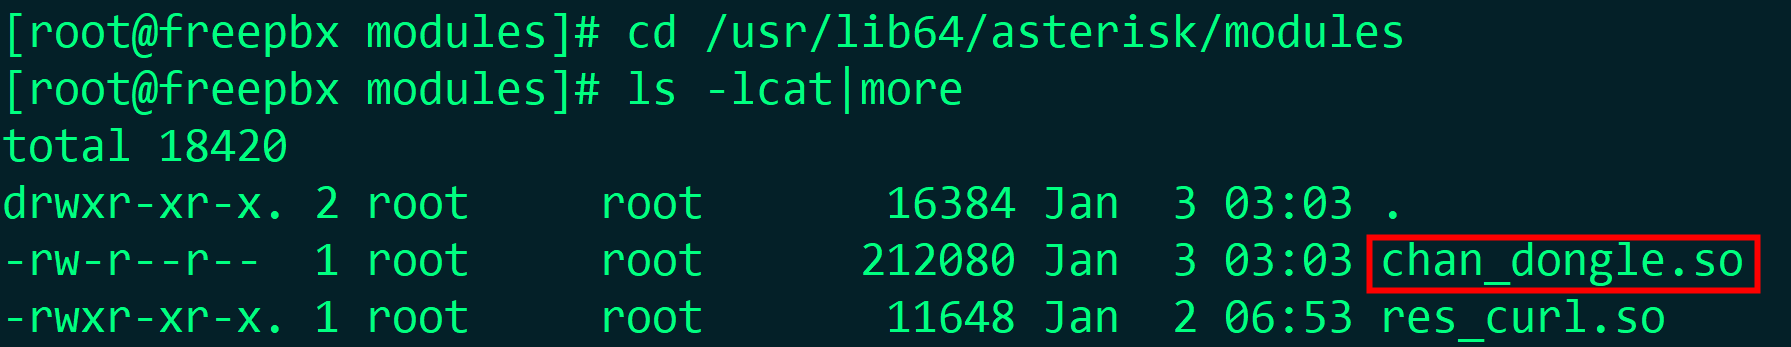 [root@freepbx modules]# cd /usr/lib64/asterisk/modules
[root@freepbx modules]# ls -lcat|more
total 18420
drwxr-xr-x. 2 root     root       16384 Jan  3 03:03 .
-rw-r--r--  1 root     root      212080 Jan  3 03:03 chan_dongle.so
-rwxr-xr-x. 1 root     root       11648 Jan  2 06:53 res_curl.so